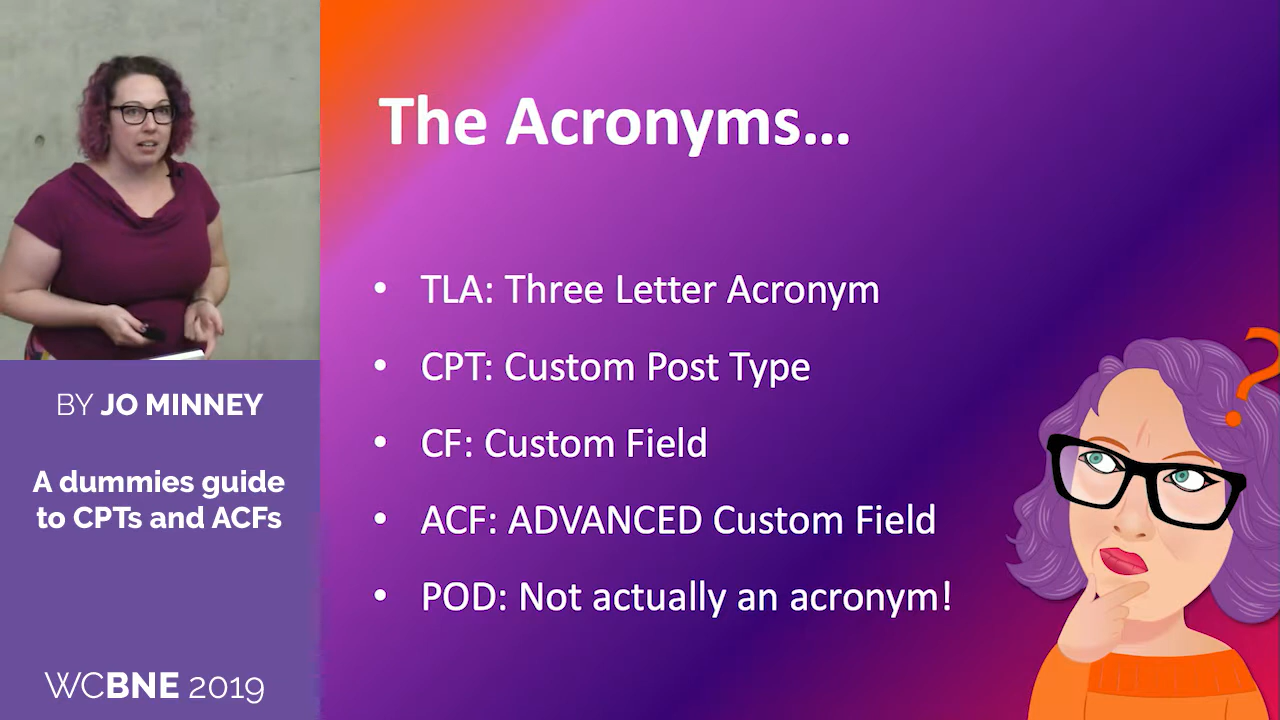 BY JO MINNEY
A dummies guide
to CPTs and ACFs
WCBNE 2019
The Acronyms...
• TLA: Three Letter Acronym
• CPT: Custom Post Type
• CF: Custom Field
• ACF: ADVANCED Custom Field
• POD: Not actually an acronym!
?